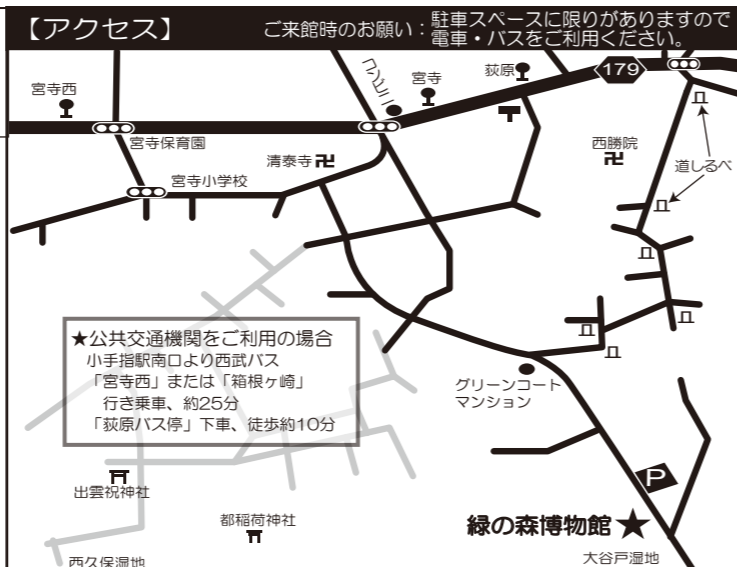 【アクセス】
ご来館時のお願い：駐車スペースに限りがありますので
電車・バスをご利用ください。
宮寺西
コンビニ
宮寺
荻原
179
宮寺保育園
清泰寺
西勝院
道しるべ
宮寺小学校
★公共交通機関をご利用の場合
小手指駅南口より西武バス
「宮寺西」または「箱根ヶ崎」
行き乗車、約25分
「荻原バス停」下車、徒歩約10分
グリーンコート
マンション
出雲祝神社
P
都稲荷神社
緑の森博物館★
西久保湿地
大谷戸湿地